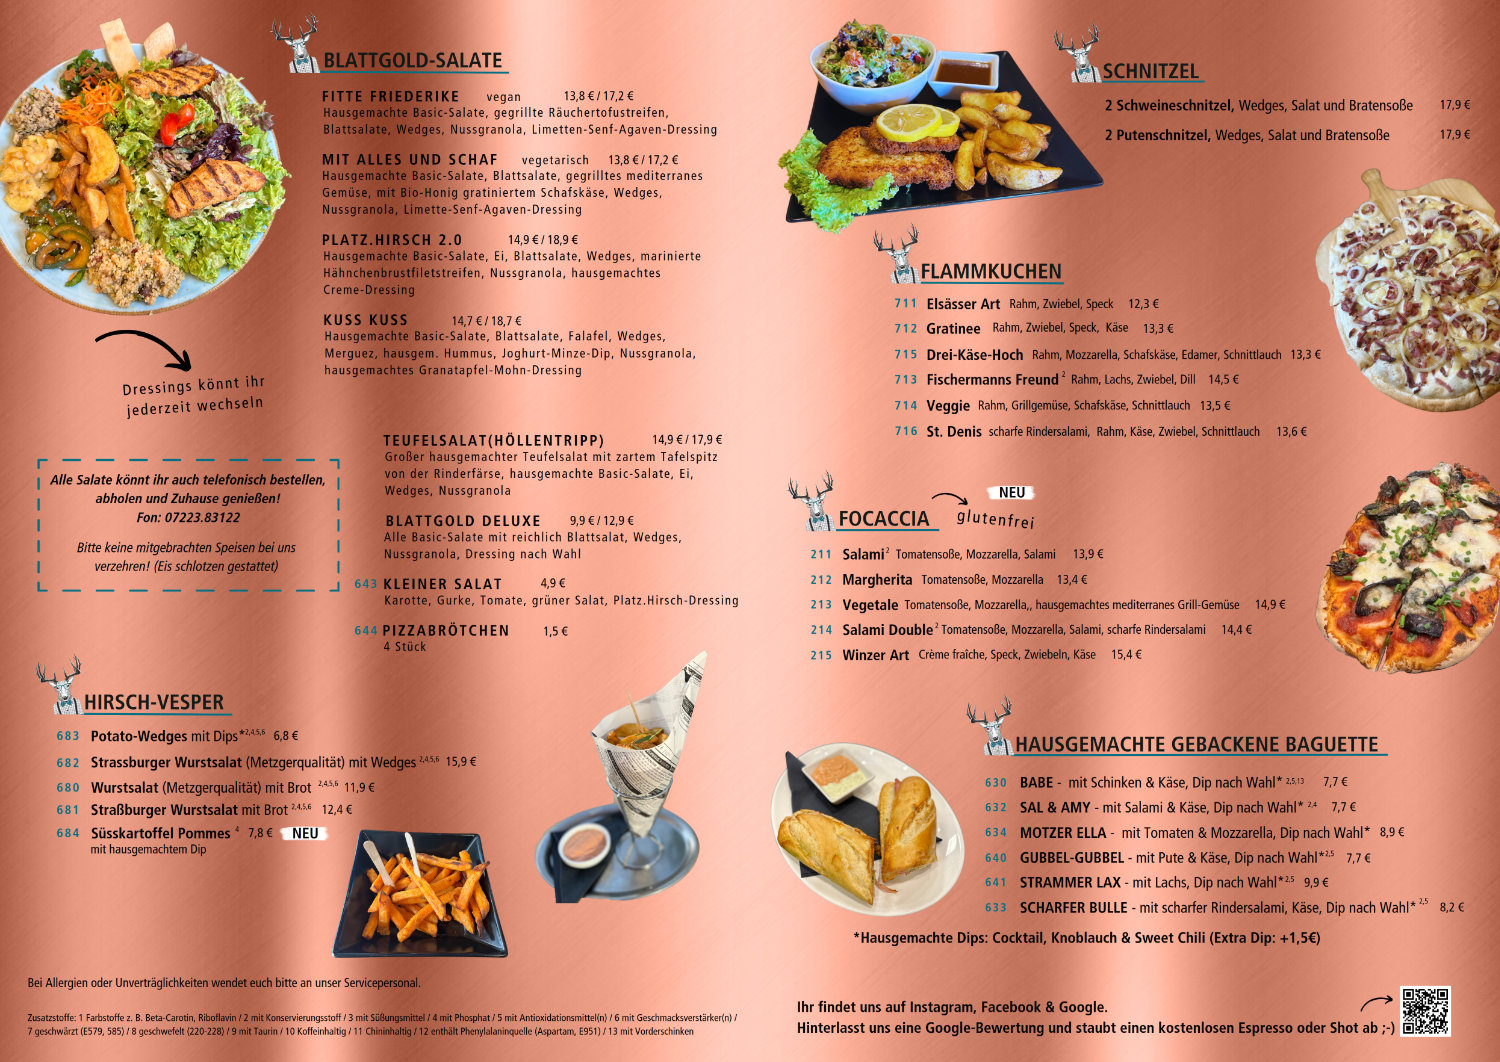 BLATTGOLD-SALATE
FITTE FRIEDERIKE vegan 13,8 € / 17,2 €
Hausgemachte Basic-Salate, gegrillte Räuchertofustreifen,
Blattsalate, Wedges, Nussgranola, Limetten-Senf-Agaven-Dressing
MIT ALLES UND SCHAF vegetarisch 13,8 € / 17,2 €
Hausgemachte Basic-Salate, Blattsalate, gegrilltes mediterranes
Gemüse, mit Bio-Honig gratiniertem Schafskäse, Wedges,
Nussgranola, Limette-Senf-Agaven-Dressing
PLATZ.HIRSCH 2.0 14,9 € / 18,9 €
Hausgemachte Basic-Salate, Ei, Blattsalate, Wedges, marinierte
Hähnchenbrustfiletstreifen, Nussgranola, hausgemachtes
Creme-Dressing
KUSS KUSS 14,7 € / 18,7 €
Hausgemachte Basic-Salate, Blattsalate, Falafel, Wedges,
Merguez, hausgem. Hummus, Joghurt-Minze-Dip, Nussgranola,
hausgemachtes Granatapfel-Mohn-Dressing
Dressings könnt ihr
jederzeit wechseln
TEUFELSALAT(HÖLLENTRIPP) 14,9 € / 17,9 €
Großer hausgemachter Teufelsalat mit zartem Tafelspitz
von der Rinderfärse, hausgemachte Basic-Salate, Ei,
Wedges, Nussgranola
BLATTGOLD DELUXE 9,9 € / 12,9 €
Alle Basic-Salate mit reichlich Blattsalat, Wedges,
Nussgranola, Dressing nach Wahl
643 KLEINER SALAT 4,9 €
Karotte, Gurke, Tomate, grüner Salat, Platz.Hirsch-Dressing
644 PIZZABRÖTCHEN 1,5 €
4 Stück
Alle Salate könnt ihr auch telefonisch bestellen,
abholen und Zuhause genießen!
Fon: 07223.83122
Bitte keine mitgebrachten Speisen bei uns
verzehren! (Eis schlotzen gestattet)
HIRSCH-VESPER
683 Potato-Wedges mit Dips*2,4,5,6 6,8 €
682 Strassburger Wurstsalat (Metzgerqualität) mit Wedges 2,4,5,6 15,9 €
680 Wurstsalat (Metzgerqualität) mit Brot 2,4,5,6 11,9 €
681 Straßburger Wurstsalat mit Brot 2,4,5,6 12,4 €
684 Süsskartoffel Pommes 4 7,8 € NEU
mit hausgemachtem Dip
Bei Allergien oder Unverträglichkeiten wendet euch bitte an unser Servicepersonal.
Zusatzstoffe: 1 Farbstoffe z. B. Beta-Carotin, Riboflavin / 2 mit Konservierungsstoff / 3 mit Süßungsmittel / 4 mit Phosphat / 5 mit Antioxidationsmittel(n) / 6 mit Geschmacksverstärker(n) /
7 geschwärzt (E579, 585) / 8 geschwefelt (220-228) / 9 mit Taurin / 10 Koffeinhaltig / 11 Chininhaltig / 12 enthält Phenylalaninquelle (Aspartam, E951) / 13 mit Vorderschinken
SCHNITZEL
2 Schweineschnitzel, Wedges, Salat und Bratensoße 17,9 €
2 Putenschnitzel, Wedges, Salat und Bratensoße 17,9 €
FLAMMKUCHEN
711 Elsässer Art Rahm, Zwiebel, Speck 12,3 €
712 Gratinee Rahm, Zwiebel, Speck, Käse 13,3 €
715 Drei-Käse-Hoch Rahm, Mozzarella, Schafskäse, Edamer, Schnittlauch 13,3 €
713 Fischermanns Freund 2 Rahm, Lachs, Zwiebel, Dill 14,5 €
714 Veggie Rahm, Grillgemüse, Schafskäse, Schnittlauch 13,5 €
716 St. Denis scharfe Rindersalami, Rahm, Käse, Zwiebel, Schnittlauch 13,6 €
FOCACCIA glutenfrei NEU
211 Salami2 Tomatensoße, Mozzarella, Salami 13,9 €
212 Margherita Tomatensoße, Mozzarella 13,4 €
213 Vegetale Tomatensoße, Mozzarella,, hausgemachtes mediterranes Grill-Gemüse 14,9 €
214 Salami Double2 Tomatensoße, Mozzarella, Salami, scharfe Rindersalami 14,4 €
215 Winzer Art Crème fraîche, Speck, Zwiebeln, Käse 15,4 €
HAUSGEMACHTE GEBACKENE BAGUETTE
630 BABE - mit Schinken & Käse, Dip nach Wahl* 2,5,13 7,7 €
632 SAL & AMY - mit Salami & Käse, Dip nach Wahl* 2,4 7,7 €
634 MOTZER ELLA - mit Tomaten & Mozzarella, Dip nach Wahl* 8,9 €
640 GUBBEL-GUBBEL - mit Pute & Käse, Dip nach Wahl*2,5 7,7 €
641 STRAMMER LAX - mit Lachs, Dip nach Wahl*2,5 9,9 €
633 SCHARFER BULLE - mit scharfer Rindersalami, Käse, Dip nach Wahl* 2,5 8,2 €
*Hausgemachte Dips: Cocktail, Knoblauch & Sweet Chili (Extra Dip: +1,5€)
Ihr findet uns auf Instagram, Facebook & Google.
Hinterlasst uns eine Google-Bewertung und staubt einen kostenlosen Espresso oder Shot ab ;-)